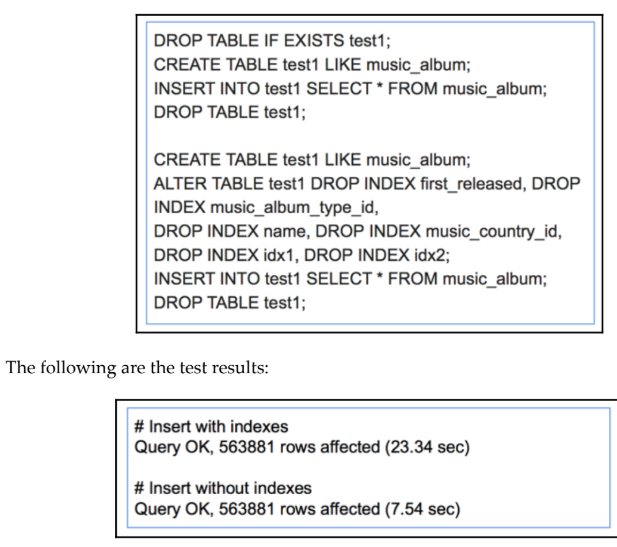 DROP TABLE IF EXISTS test1;
CREATE TABLE test1 LIKE music_album;
INSERT INTO test1 SELECT * FROM music_album;
DROP TABLE test1;

CREATE TABLE test1 LIKE music_album;
ALTER TABLE test1 DROP INDEX first_released, DROP
INDEX music_album_type_id,
DROP INDEX name, DROP INDEX music_country_id,
DROP INDEX idx1, DROP INDEX idx2;
INSERT INTO test1 SELECT * FROM music_album;
DROP TABLE test1;

The following are the test results:

# Insert with indexes
Query OK, 563881 rows affected (23.34 sec)

# Insert without indexes
Query OK, 563881 rows affected (7.54 sec)